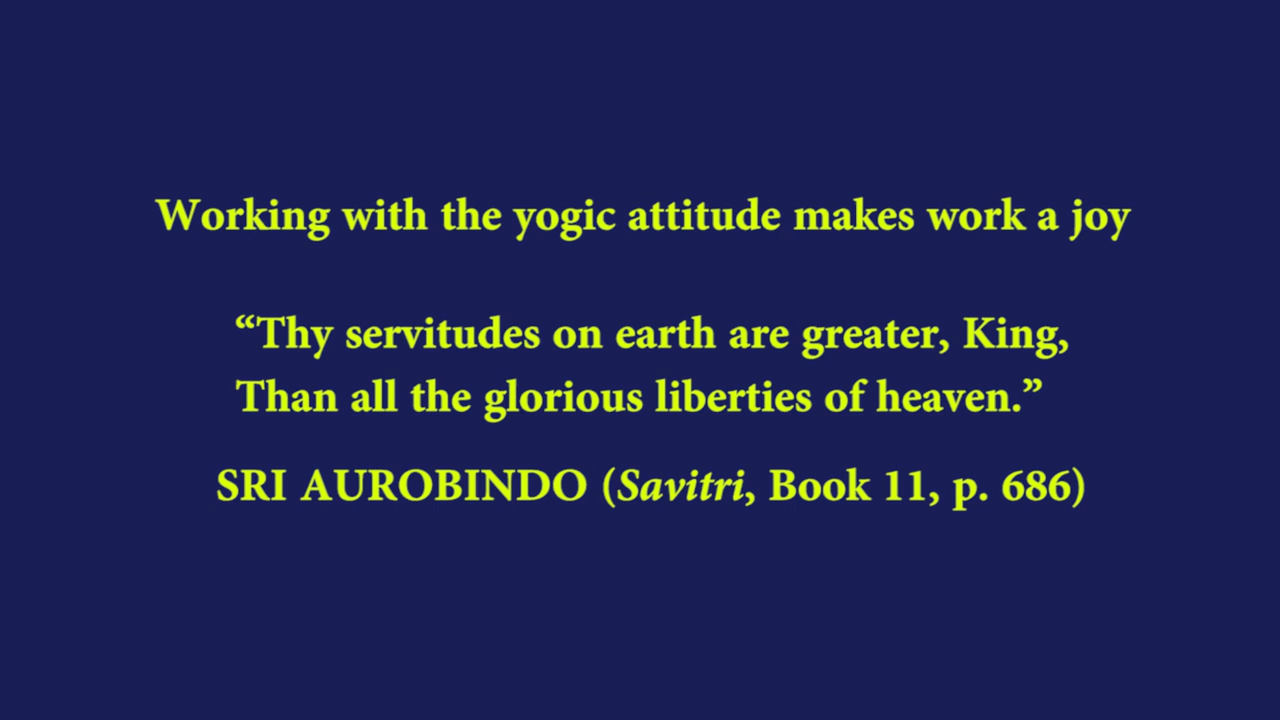 Working with the yogic attitude makes work a joy
“Thy servitudes on earth are greater, King,
Than all the glorious liberties of heaven.”
SRI AUROBINDO (Savitri, Book 11, p. 686)